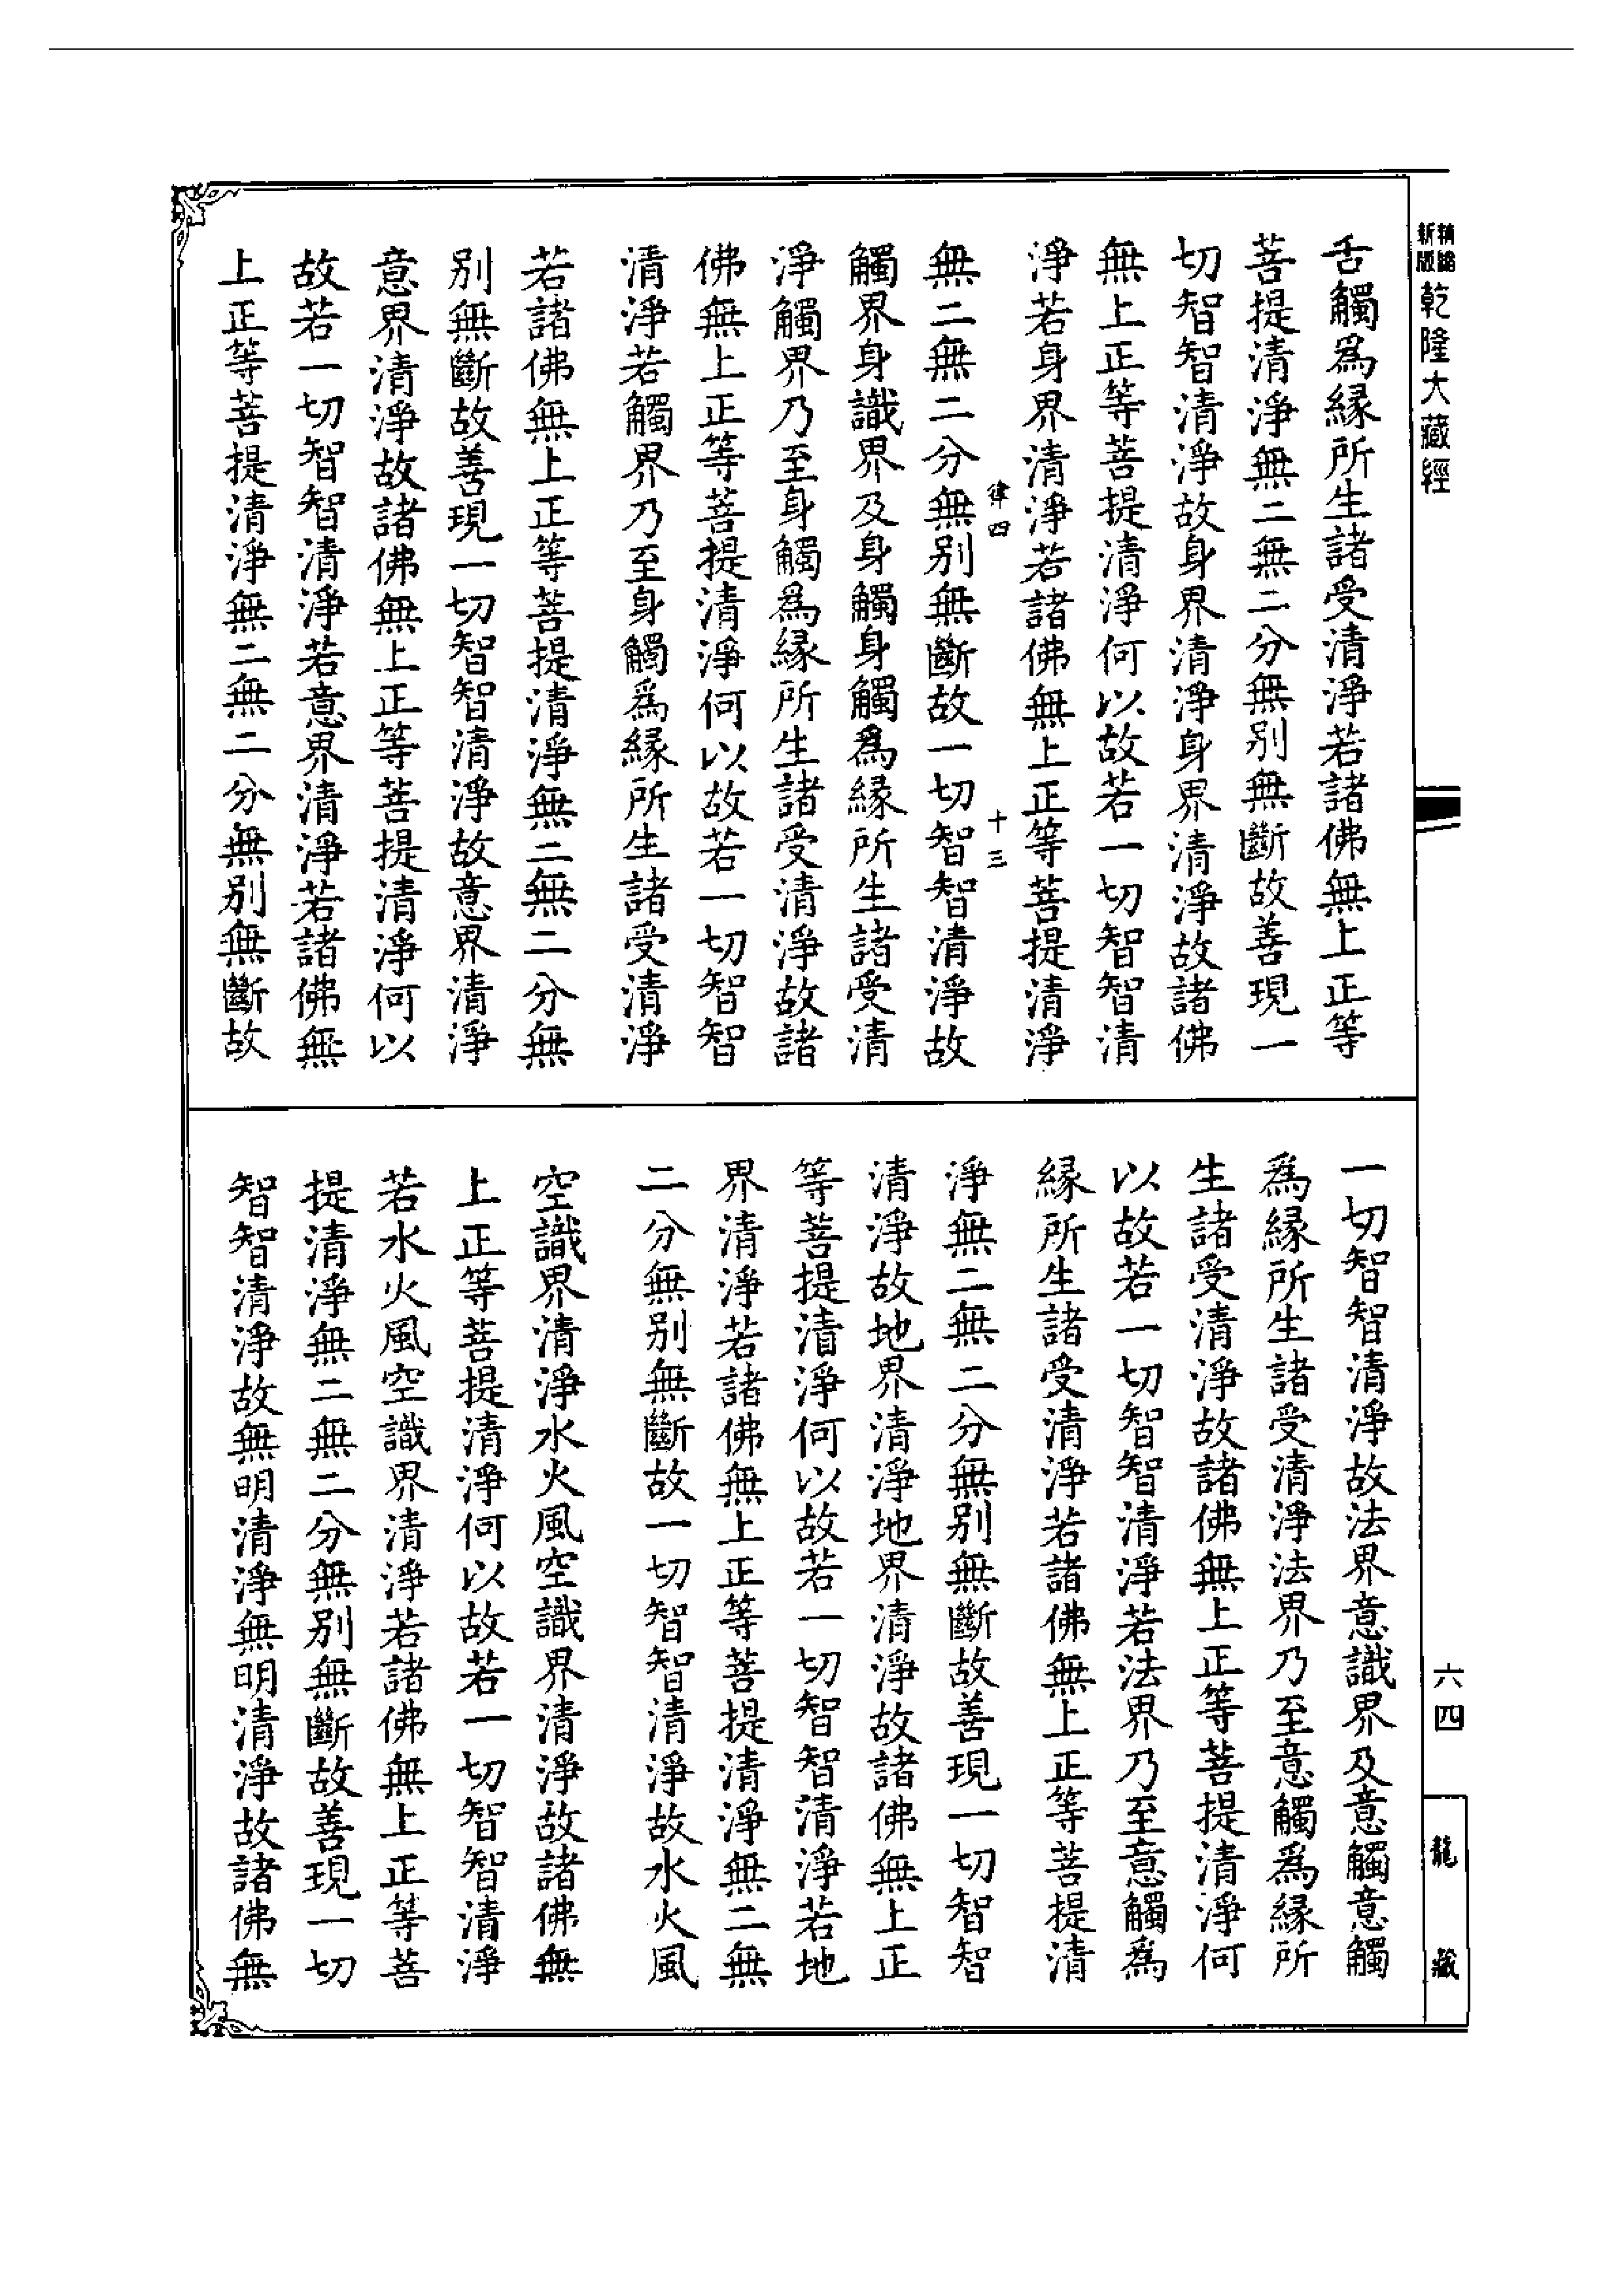 新版
精縮
乾隆大藏經
舌觸為緣所生諸受清淨若諸佛無上正等
菩提清淨無二無二分無別無斷故善現一
切智智清淨故身界清淨身界清淨故諸佛
無上正等菩提清淨何以故若一切智智清
淨若身界清淨若諸佛無上正等菩提清淨
律四 十三
無二無二分無別無斷故一切智智清淨故
觸界身識界及身觸身觸為緣所生諸受清
淨觸界乃至身觸為緣所生諸受清淨故諸
佛無上正等菩提清淨何以故若一切智智
清淨若觸界乃至身觸為緣所生諸受清淨
若諸佛無上正等菩提清淨無二無二分無
別無斷故善現一切智智清淨故意界清淨
意界清淨故諸佛無上正等菩提清淨何以
故若一切智智清淨若意界清淨若諸佛無
上正等菩提清淨無二無二分無別無斷故
一切智智清淨故法界意識界及意觸意觸
為緣所生諸受清淨法界乃至意觸為緣所
生諸受清淨故諸佛無上正等菩提清淨何
以故若一切智智清淨若法界乃至意觸為
緣所生諸受清淨若諸佛無上正等菩提清
淨無二無二分無別無斷故善現一切智智
清淨故地界清淨地界清淨故諸佛無上正
等菩提清淨何以故若一切智智清淨若地
界清淨若諸佛無上正等菩提清淨無二無
二分無別無斷故一切智智清淨故水火風
空識界清淨水火風空識界清淨故諸佛無
上正等菩提清淨何以故若一切智智清淨
若水火風空識界清淨若諸佛無上正等菩
提清淨無二無二分無別無斷故善現一切
智智清淨故無明清淨無明清淨故諸佛無
六四
龍藏